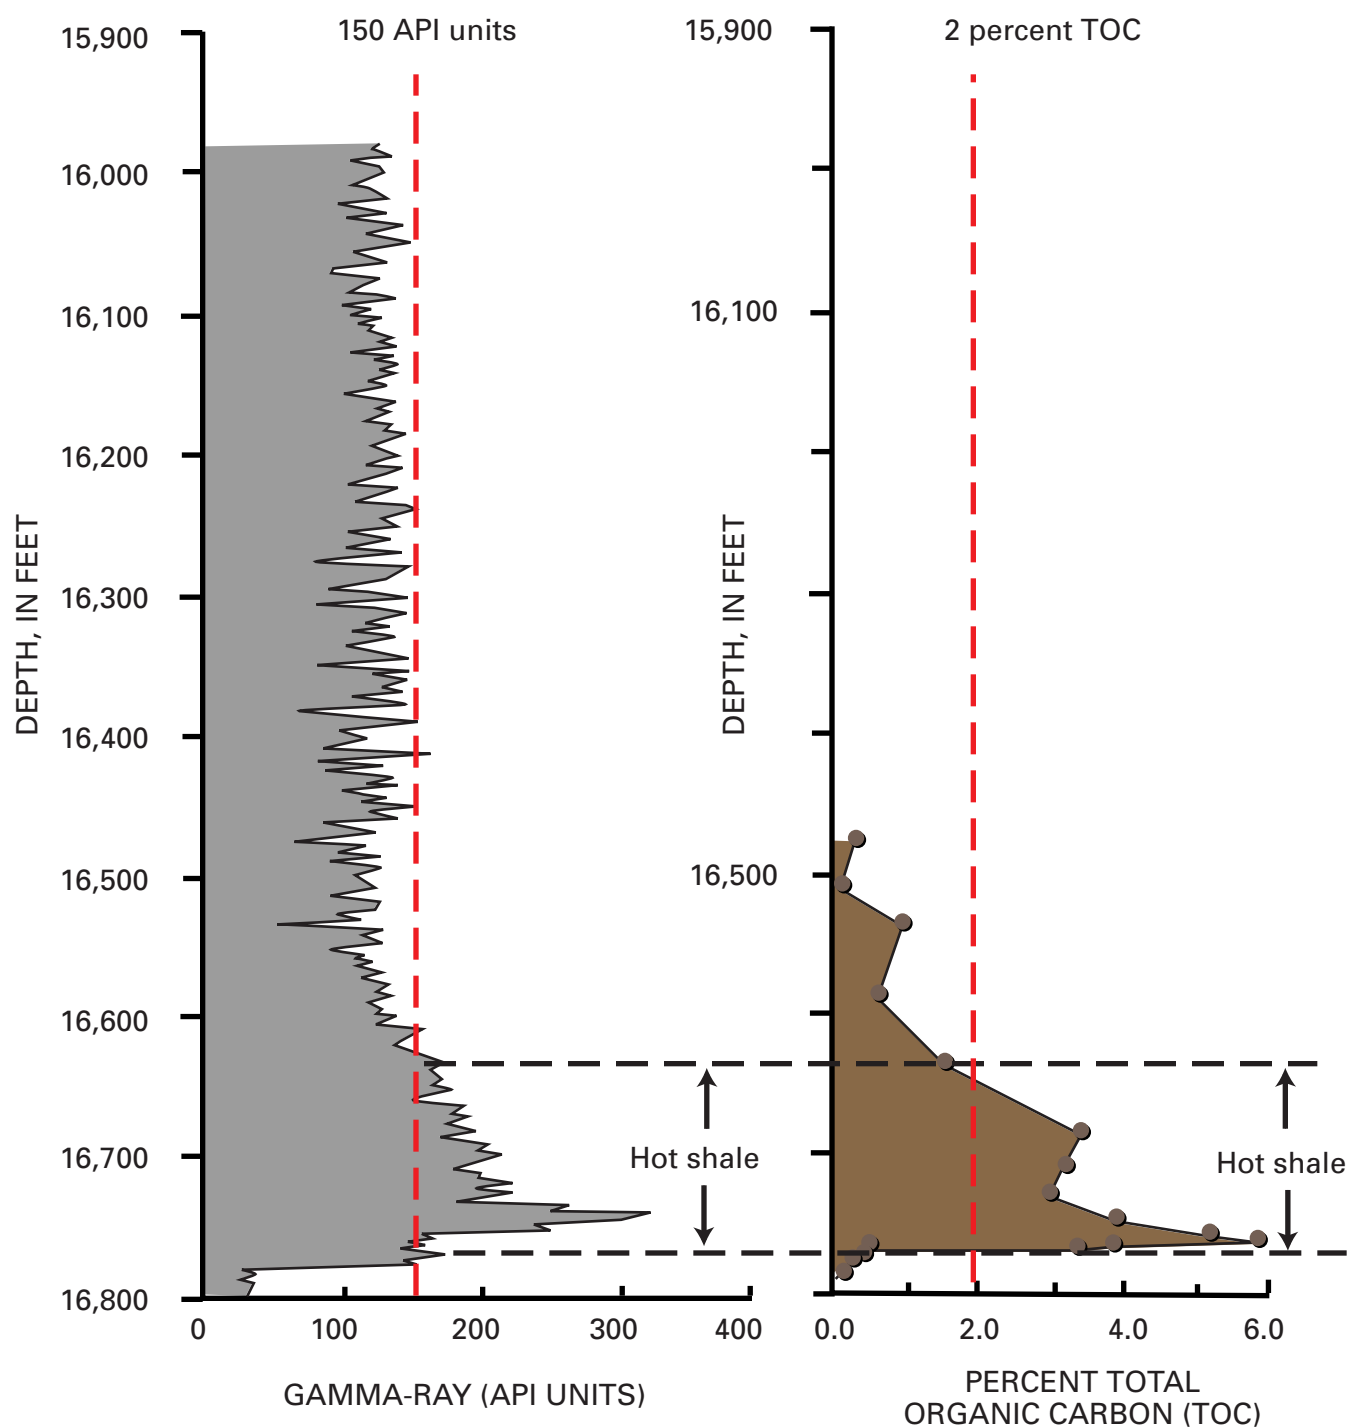 150 API units
15,900
16,000
16,100
16,200
16,300
16,400
16,500
16,600
16,700
16,800
DEPTH, IN FEET
0
100
200
300
400
GAMMA-RAY (API UNITS)
Hot shale
2 percent TOC
15,900
16,100
16,500
DEPTH, IN FEET
Hot shale
0.0
2.0
4.0
6.0
PERCENT TOTAL
ORGANIC CARBON (TOC)